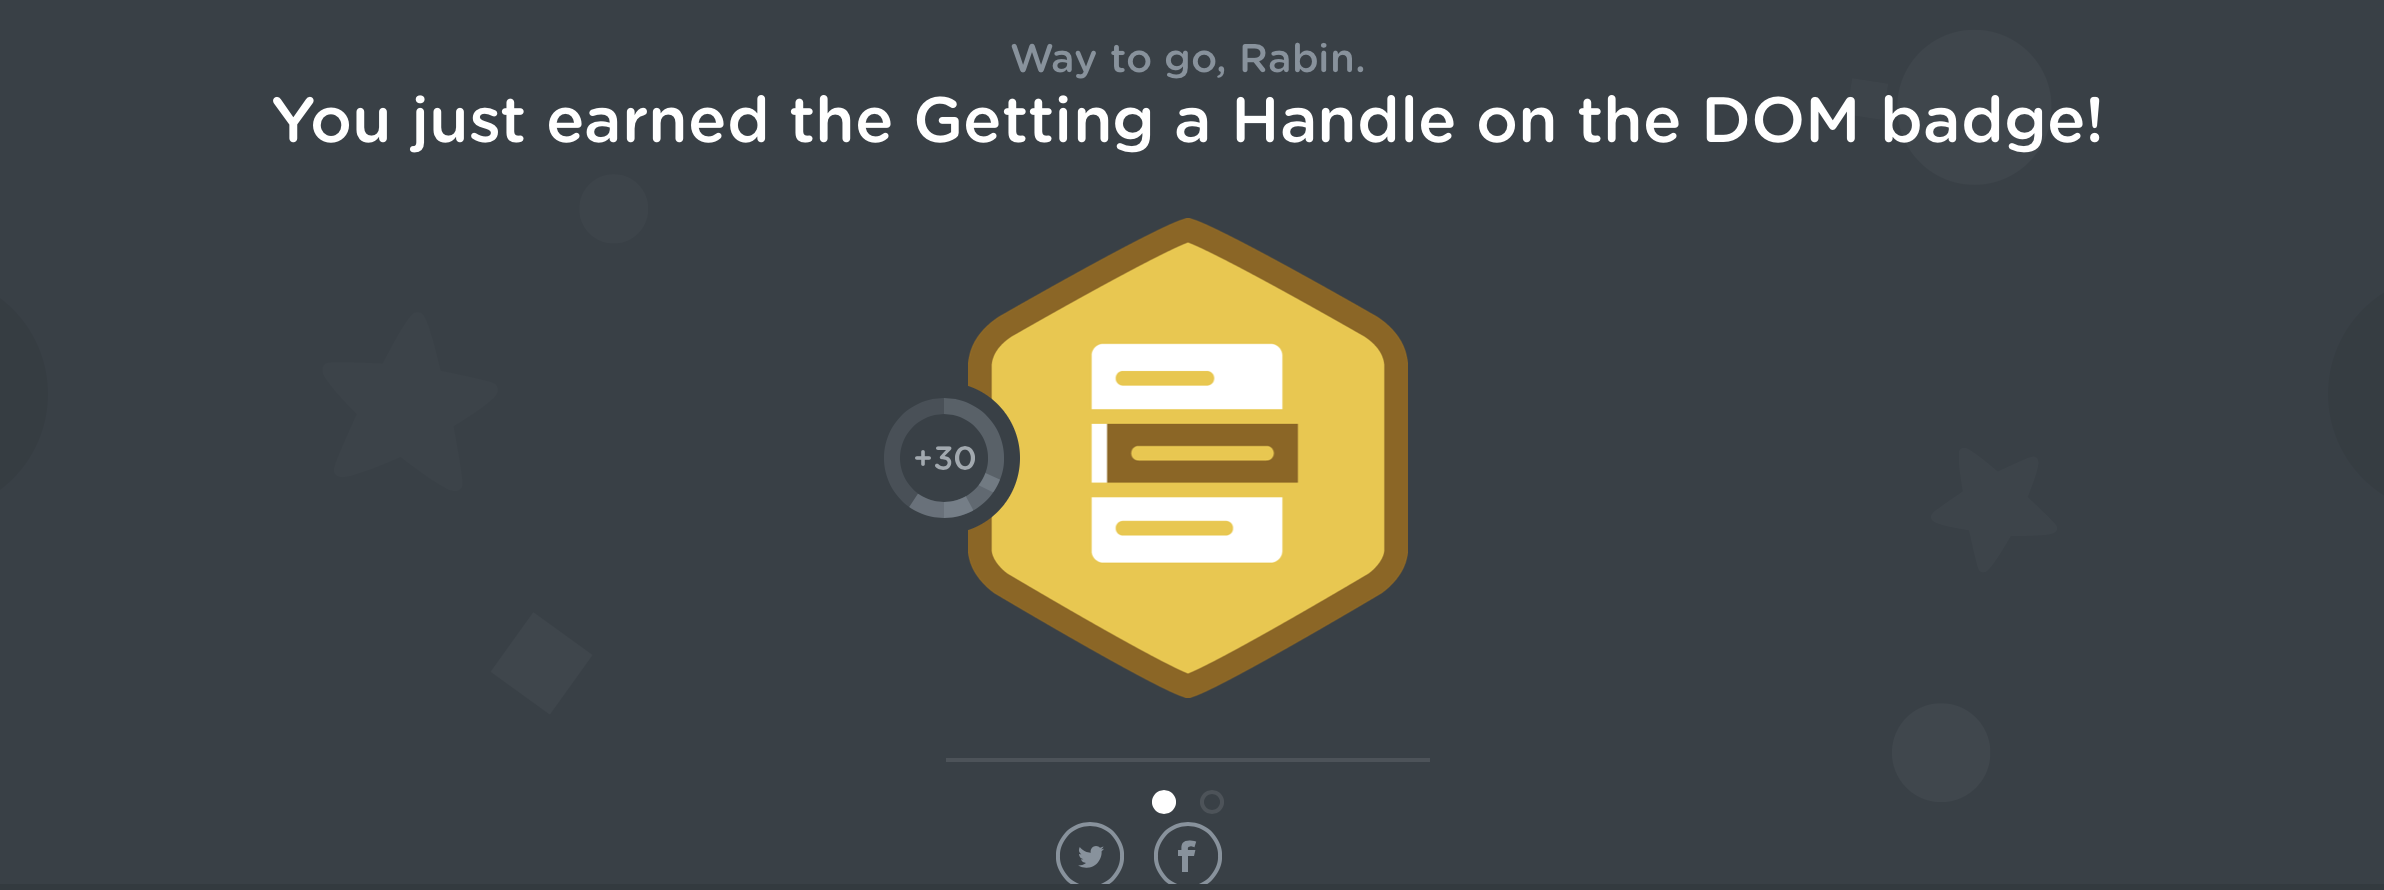 Way to go, Rabin.
You just earned the Getting a Handle on the DOM badge!
+30